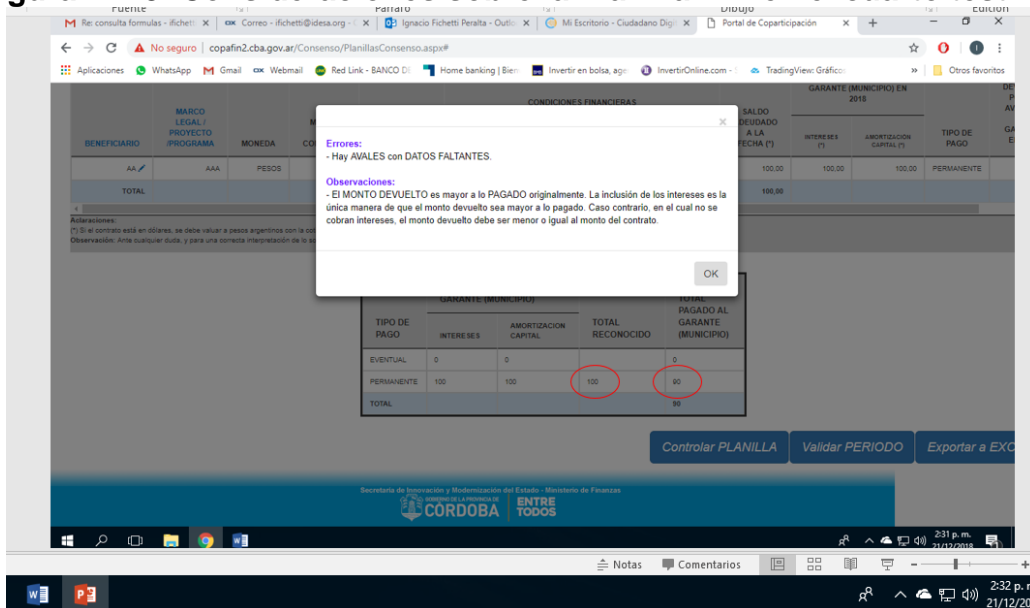 Fuente
Párrafo
Dibujo
Edición
Re: consulta formulas - ifichett
Correo - ifichetti@idesa.org -
Ignacio Fichetti Peralta - Outlo
Mi Escritorio - Ciudadano Digi
Portal de Coparticipación
No seguro | copafin2.cba.gov.ar/Consenso/PlanillasConsenso.aspx#
Aplicaciones WhatsApp Gmail Webmail Red Link - BANCO DE Home banking | Bien Invertir en bolsa, age InvertirOnline.com - TradingView: Gráfico » Otros favoritos
CONDICIONES FINANCIERAS
GARANTE (MUNICIPIO) EN 2018
BENEFICIARIO
MARCO LEGAL / PROYECTO /PROGRAMA
MONEDA
SALDO
A LA FECHA (*)
INTERESES (*)
AMORTIZACIÓN CAPITAL (*)
TIPO DE PAGO
AA AAA PESOS 100,00 100,00 100,00 PERMANENTE
TOTAL 100,00
Errores:
- Hay AVALES con DATOS FALTANTES.
Observaciones:
- El MONTO DEVUELTO es mayor a lo PAGADO originalmente. La inclusión de los intereses es la
única manera de que el monto devuelto sea mayor a lo pagado. Caso contrario, en el cual no se
cobran intereses, el monto devuelto debe ser menor o igual al monto del contrato.
OK
Aclaraciones:
(*) Si el contrato está en dólares, se debe valuar a pesos argentinos con la
Observación: Ante cualquier duda, y para una correcta interpretación de lo
GARANTE (MUNICIPIO)
TIPO DE PAGO
INTERESES
AMORTIZACION CAPITAL
TOTAL RECONOCIDO
TOTAL PAGADO AL GARANTE (MUNICIPIO)
EVENTUAL 0 0 0
PERMANENTE 100 100 100 90
TOTAL 90
Controlar PLANILLA
Validar PERIODO
Exportar a EXC
Secretaría de Innovación y Modernización del Estado - Ministerio de Finanzas
GOBIERNO DE LA PROVINCIA DE
CÓRDOBA
ENTRE TODOS
2:31 p. m.
21/12/2018
Notas Comentarios
2:32 p. m
21/12/20